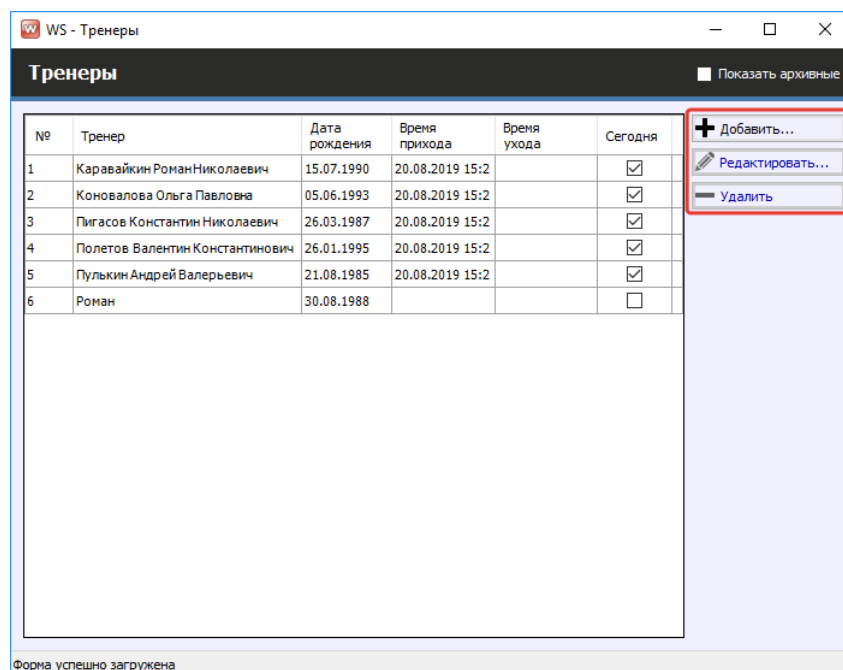 WS - Тренеры
Тренеры
Показать архивные
№ Тренер Дата рождения Время прихода Время ухода Сегодня
1 Каравайкин Роман Николаевич 15.07.1990 20.08.2019 15:2
2 Коновалова Ольга Павловна 05.06.1993 20.08.2019 15:2
3 Пигасов Константин Николаевич 26.03.1987 20.08.2019 15:2
4 Полетов Валентин Константинович 26.01.1995 20.08.2019 15:2
5 Пулькин Андрей Валерьевич 21.08.1985 20.08.2019 15:2
6 Роман 30.08.1988
Добавить...
Редактировать...
Удалить
Форма успешно загружена